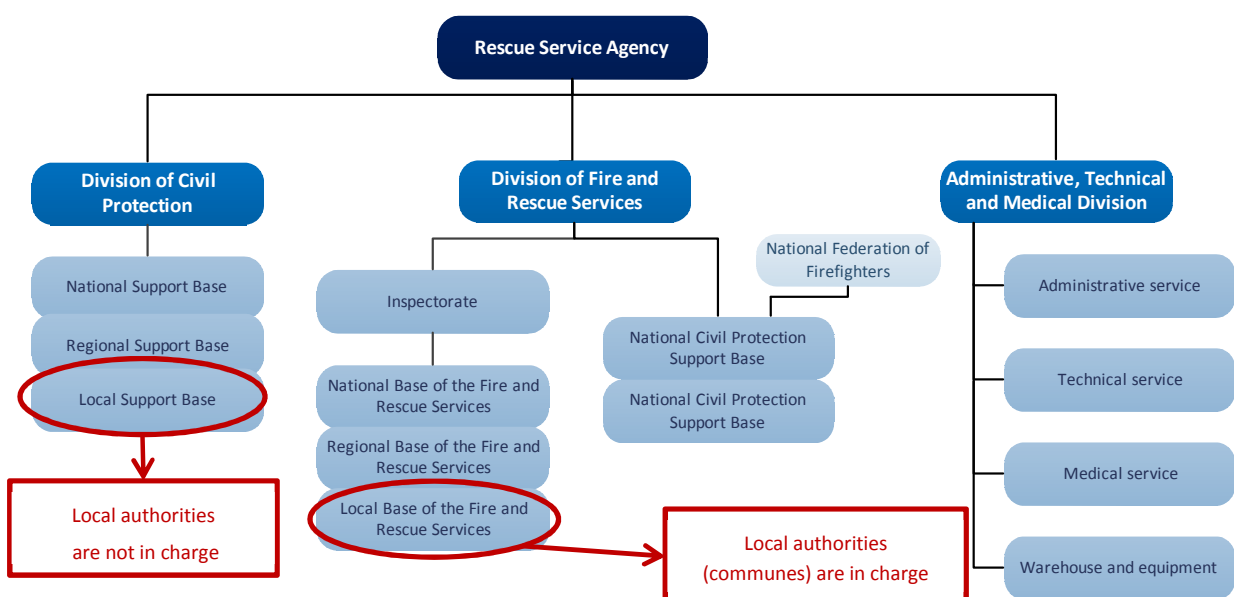 Rescue Service Agency
Division of Civil
Protection
Division of Fire and
Rescue Services
Administrative, Technical
and Medical Division
National Support Base
Regional Support Base
Local Support Base
Local authorities
are not in charge
Inspectorate
National Base of the Fire and
Rescue Services
Regional Base of the Fire and
Rescue Services
Local Base of the Fire and
Rescue Services
National Federation of
Firefighters
National Civil Protection
Support Base
National Civil Protection
Support Base
Local authorities
(communes) are in charge
Administrative service
Technical service
Medical service
Warehouse and equipment